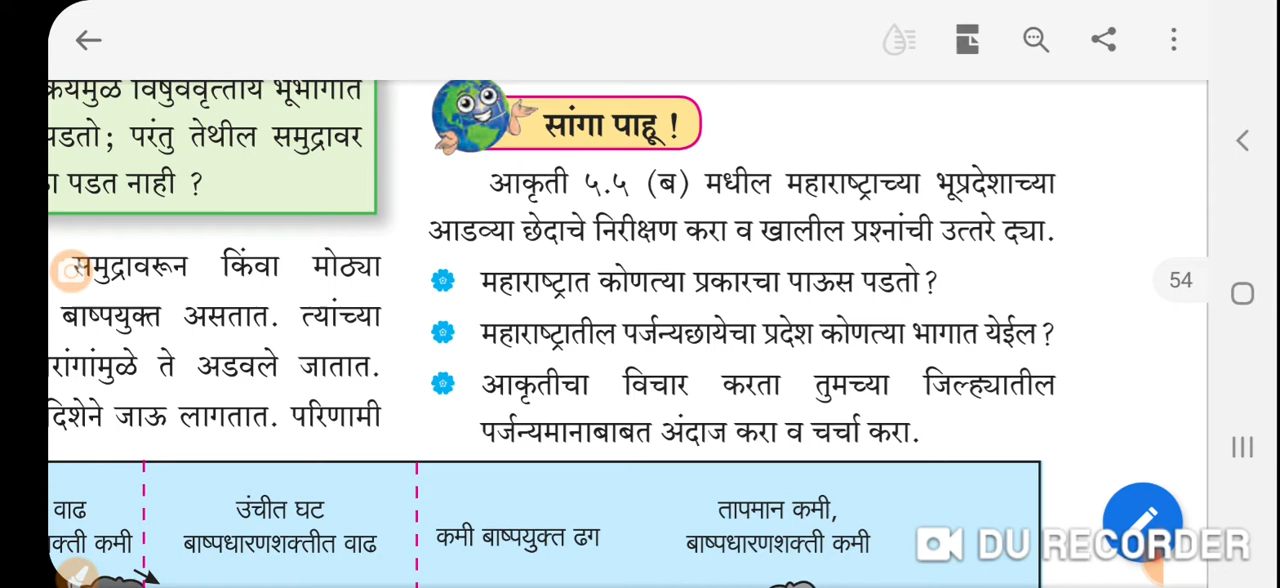 क्रियेमुळे विषुववृत्तीय भूभागात
पडतो; परंतु तेथील समुद्रावर
पडत नाही ?
समुद्रावरून किंवा मोठ्या
बाष्पयुक्त असतात. त्यांच्या
रांगांमुळे ते अडवले जातात.
दिशेने जाऊ लागतात. परिणामी
सांगा पाहू !
आकृती ५.५ (ब) मधील महाराष्ट्राच्या भूप्रदेशाच्या
आडव्या छेदाचे निरीक्षण करा व खालील प्रश्नांची उत्तरे द्या.
महाराष्ट्रात कोणत्या प्रकारचा पाऊस पडतो ?
महाराष्ट्रातील पर्जन्यछायेचा प्रदेश कोणत्या भागात येईल ?
आकृतीचा विचार करता तुमच्या जिल्ह्यातील
पर्जन्यमानाबाबत अंदाज करा व चर्चा करा.
54
वाढ
कमी
उंचीत घट
बाष्पधारणशक्तीत वाढ
कमी बाष्पयुक्त ढग
तापमान कमी,
बाष्पधारणशक्ती कमी
DU RECORDER